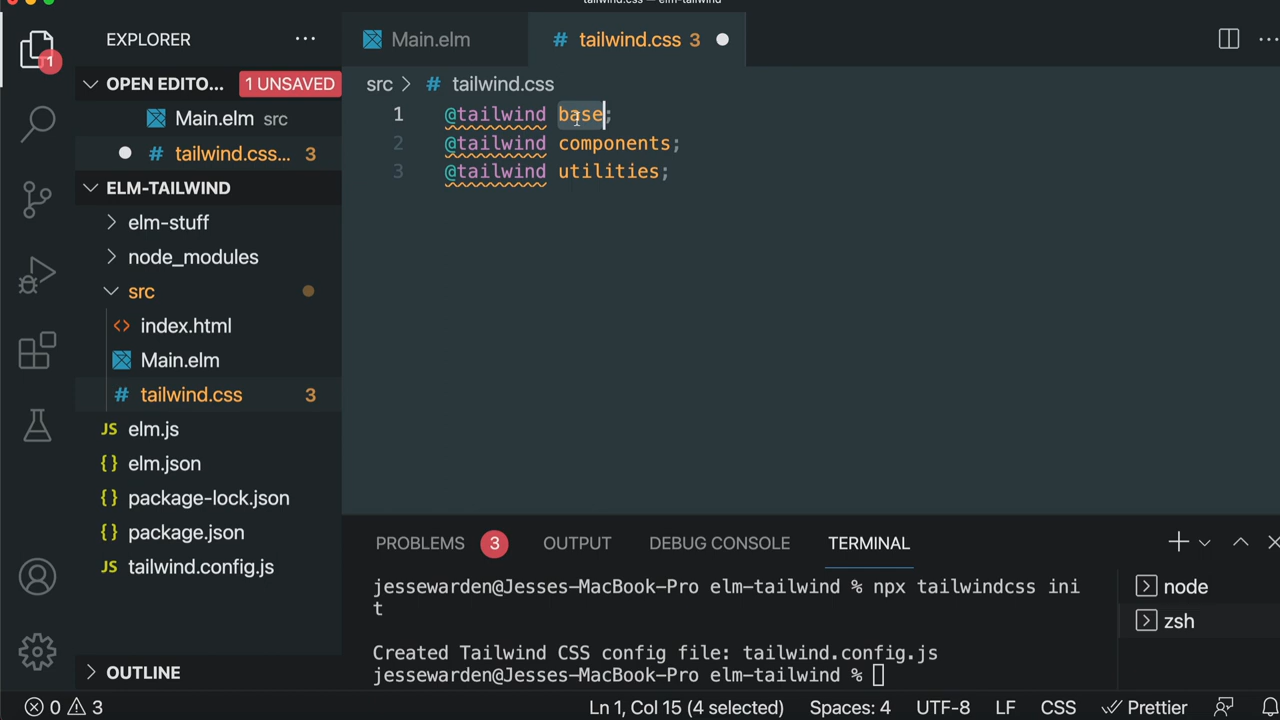 tailwind.css — elm-tailwind
EXPLORER
Main.elm
tailwind.css 3
OPEN EDITO... 1 UNSAVED
src > tailwind.css
Main.elm src
tailwind.css... 3
1 @tailwind base;
2 @tailwind components;
3 @tailwind utilities;
ELM-TAILWIND
elm-stuff
node_modules
src
index.html
Main.elm
tailwind.css 3
elm.js
elm.json
package-lock.json
package.json
tailwind.config.js
OUTLINE
PROBLEMS 3 OUTPUT DEBUG CONSOLE TERMINAL
jessewarden@Jesses-MacBook-Pro elm-tailwind % npx tailwindcss ini
t
Created Tailwind CSS config file: tailwind.config.js
jessewarden@Jesses-MacBook-Pro elm-tailwind %
node
zsh
1
0 3 Ln 1, Col 15 (4 selected) Spaces: 4 UTF-8 LF CSS Prettier